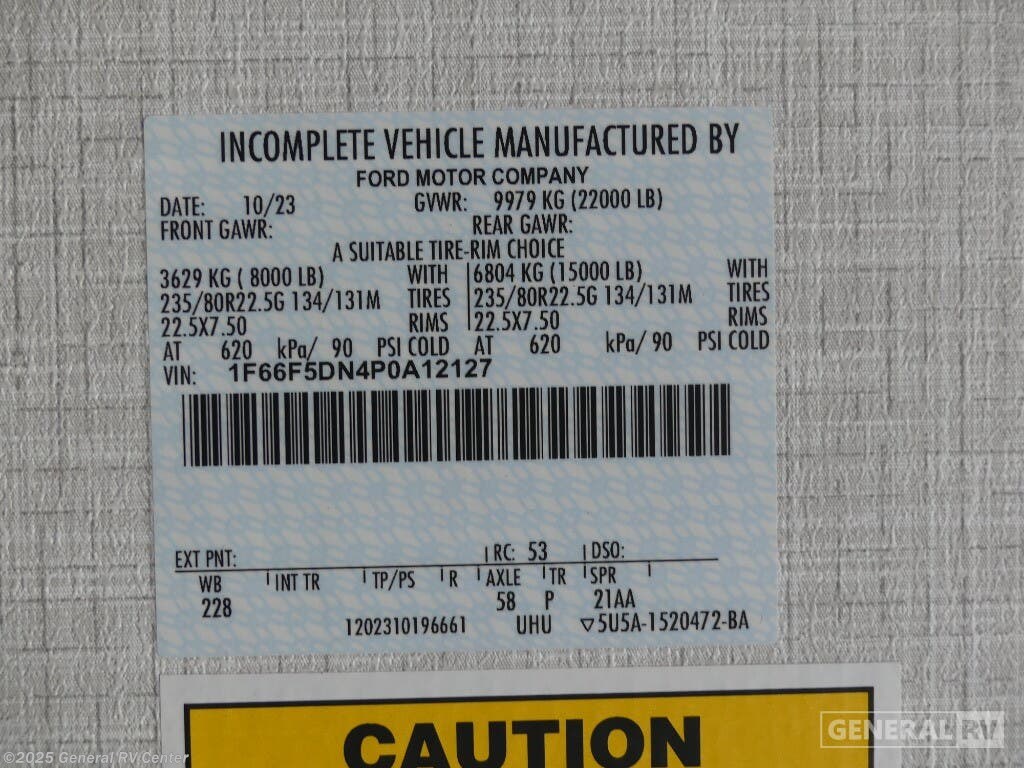 INCOMPLETE VEHICLE MANUFACTURED BY
FORD MOTOR COMPANY
DATE: 10/23 GVWR: 9979 KG (22000 LB)
FRONT GAWR: REAR GAWR:
A SUITABLE TIRE-RIM CHOICE
3629 KG ( 8000 LB) WITH 6804 KG (15000 LB) WITH
235/80R22.5G 134/131M TIRES 235/80R22.5G 134/131M TIRES
22.5X7.50 RIMS 22.5X7.50 RIMS
AT 620 kPa/ 90 PSI COLD AT 620 kPa/ 90 PSI COLD
VIN: 1F66F5DN4P0A12127
EXT PNT: RC: 53 DSO:
WB INT TR TP/PS R AXLE TR SPR
228 58 P 21AA
1202310196661 UHU ▽5U5A-1520472-BA
CAUTION
GENERAL RV
©2025 General RV Center